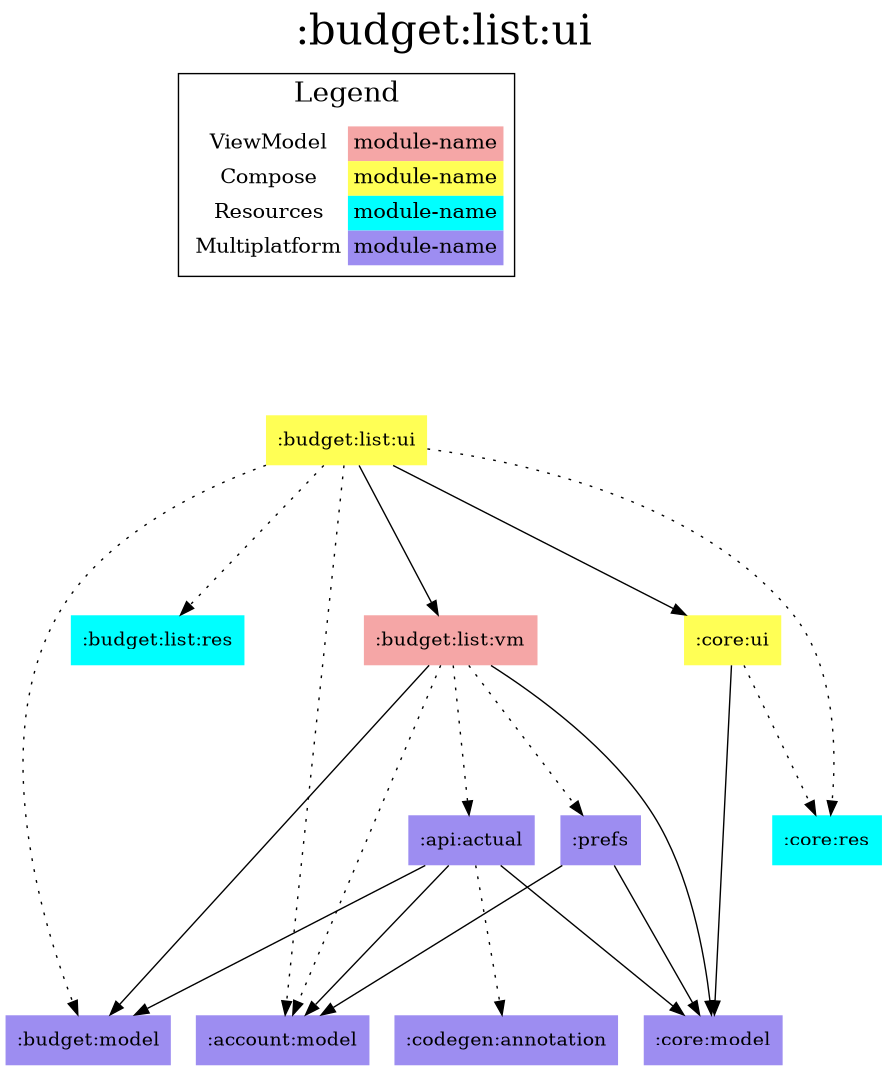 :budget:list:ui
Legend
ViewModel module-name
Compose module-name
Resources module-name
Multiplatform module-name
:budget:list:ui
:budget:list:res :budget:list:vm :core:ui
:api:actual :prefs :core:res
:budget:model :account:model :codegen:annotation :core:model